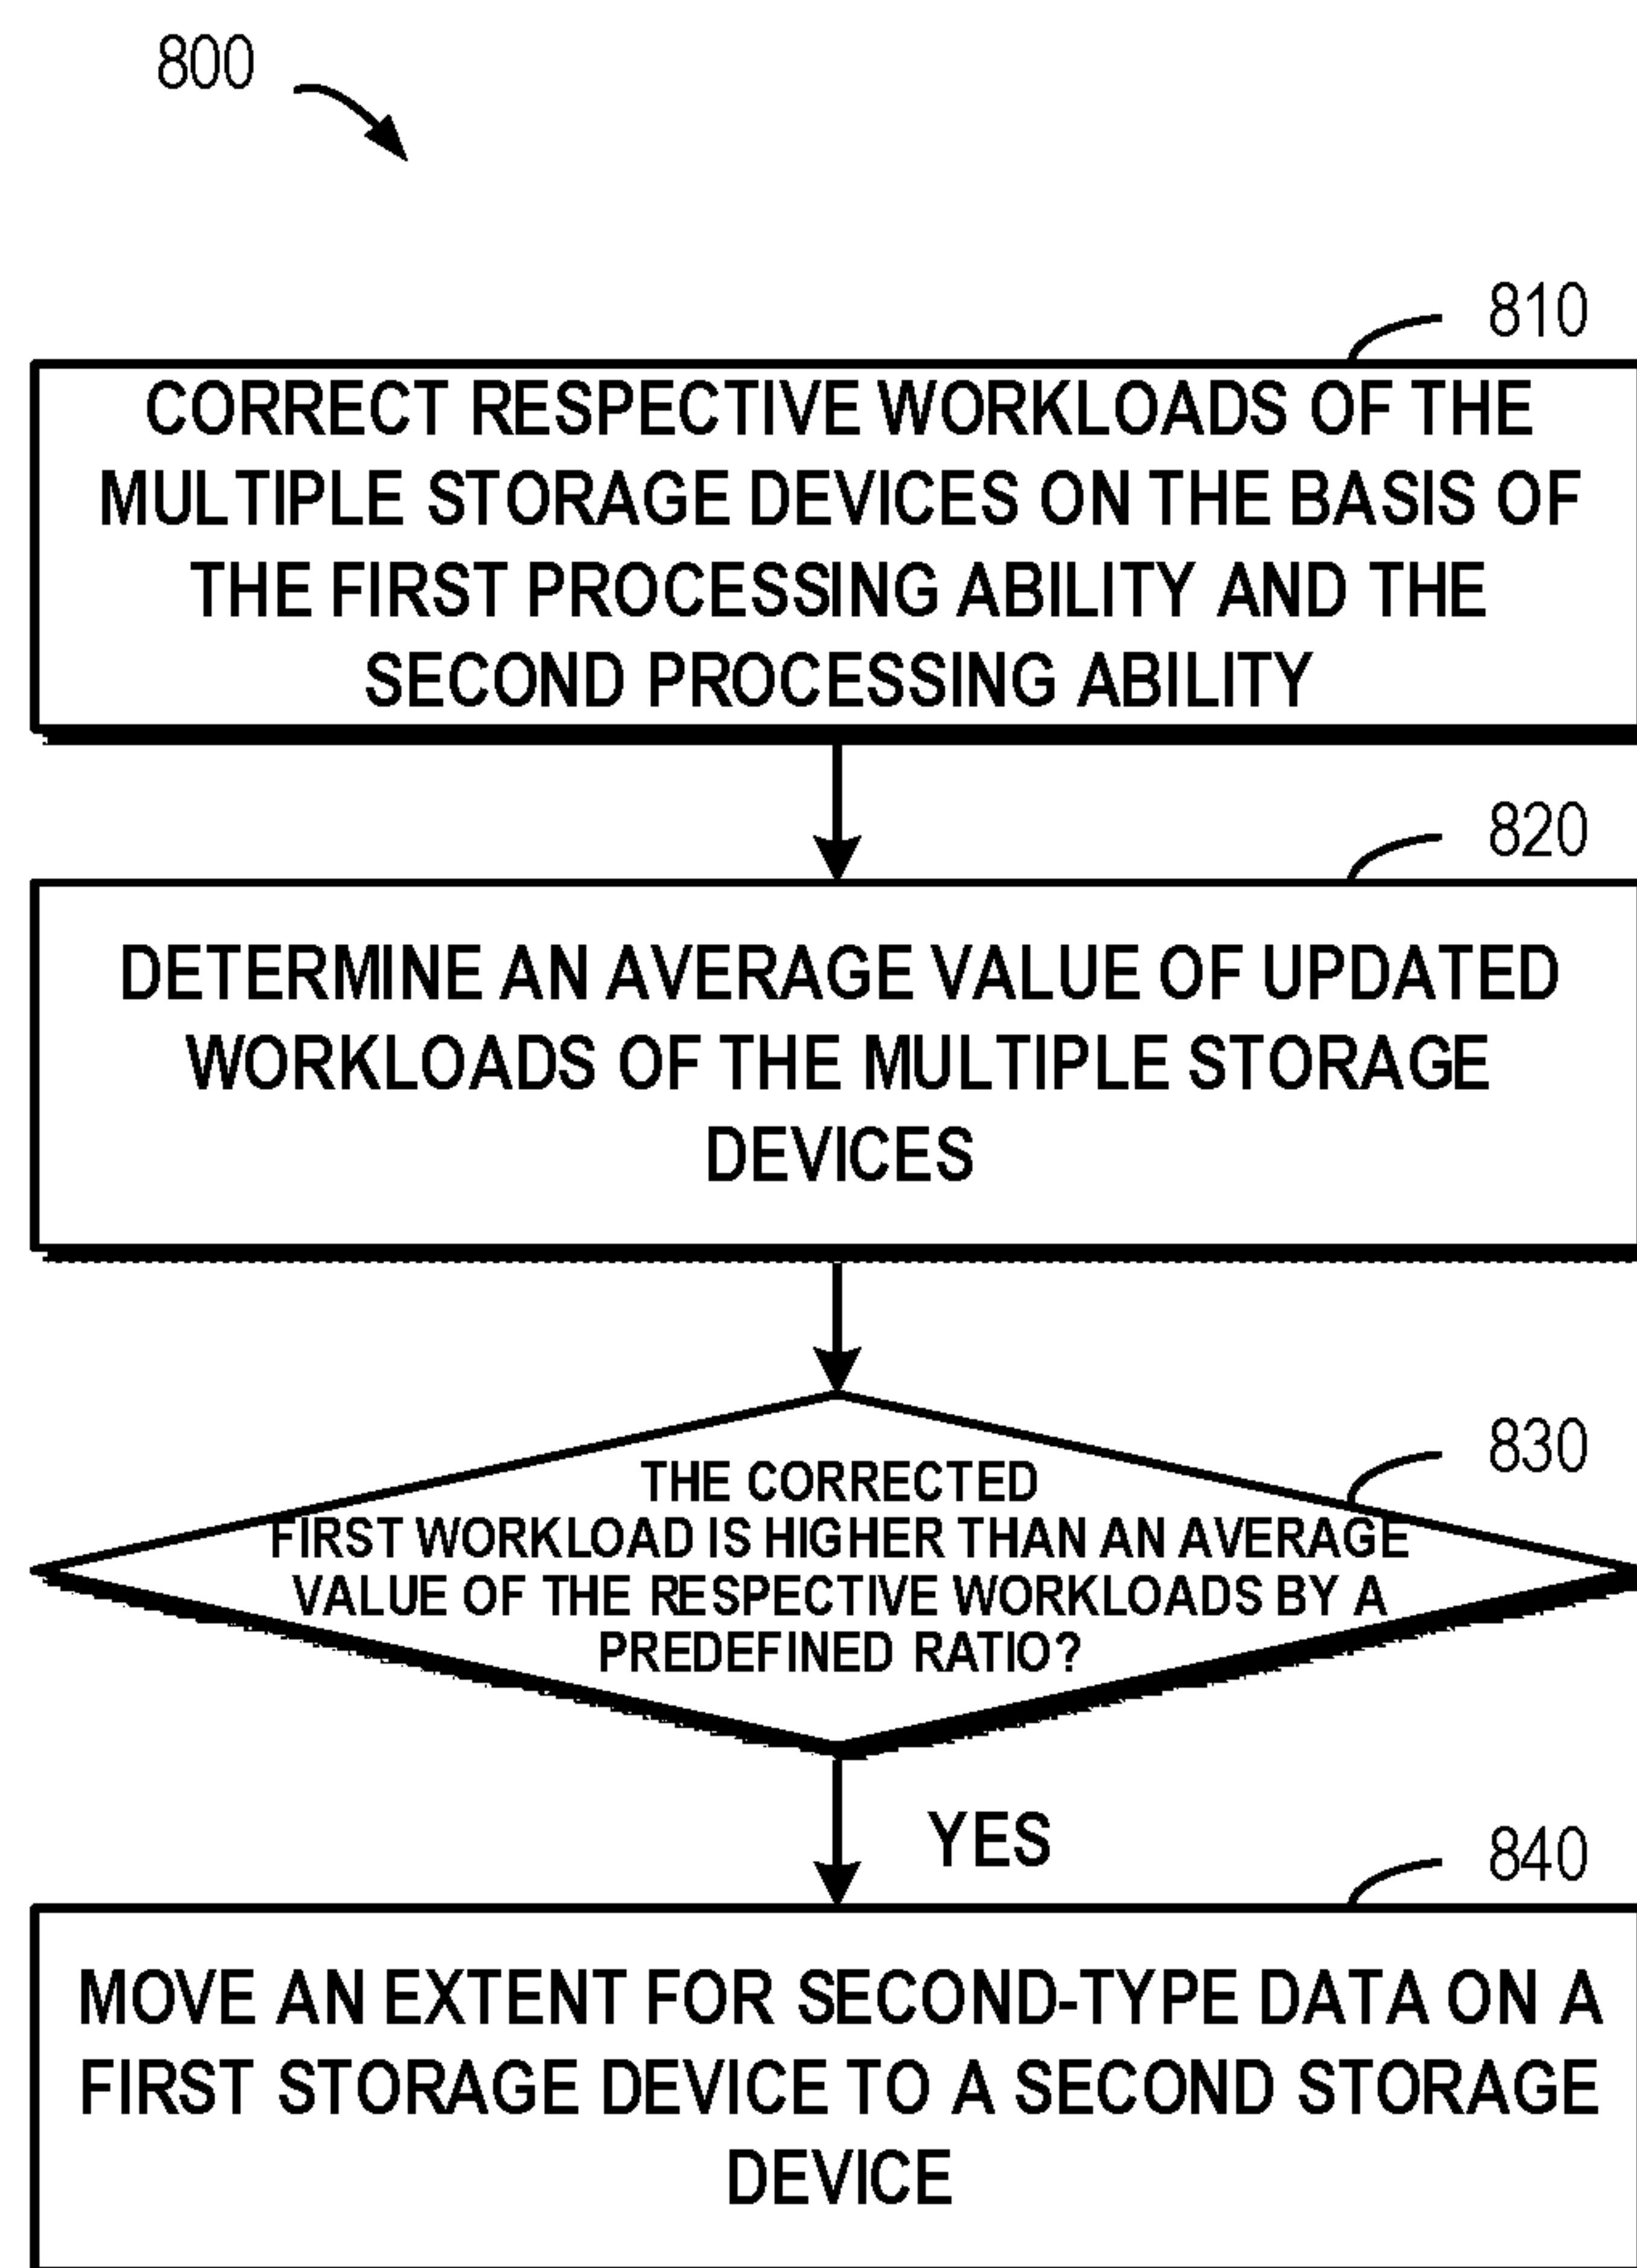 800
810
CORRECT RESPECTIVE WORKLOADS OF THE
MULTIPLE STORAGE DEVICES ON THE BASIS OF
THE FIRST PROCESSING ABILITY AND THE
SECOND PROCESSING ABILITY
820
DETERMINE AN AVERAGE VALUE OF UPDATED
WORKLOADS OF THE MULTIPLE STORAGE
DEVICES
830
THE CORRECTED
FIRST WORKLOAD IS HIGHER THAN AN AVERAGE
VALUE OF THE RESPECTIVE WORKLOADS BY A
PREDEFINED RATIO?
YES
840
MOVE AN EXTENT FOR SECOND-TYPE DATA ON A
FIRST STORAGE DEVICE TO A SECOND STORAGE
DEVICE